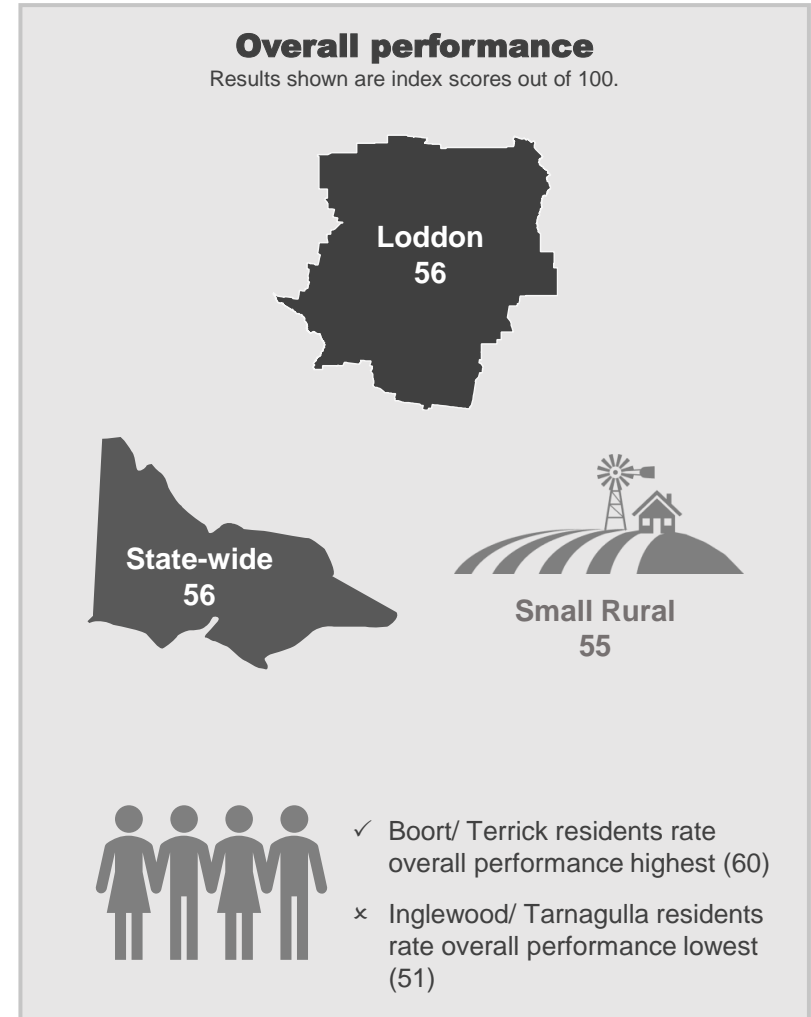 Overall performance
Results shown are index scores out of 100.
Loddon
56
State-wide
56
Small Rural
55
✓ Boort/ Terrick residents rate
overall performance highest (60)
× Inglewood/ Tarnagulla residents
rate overall performance lowest
(51)